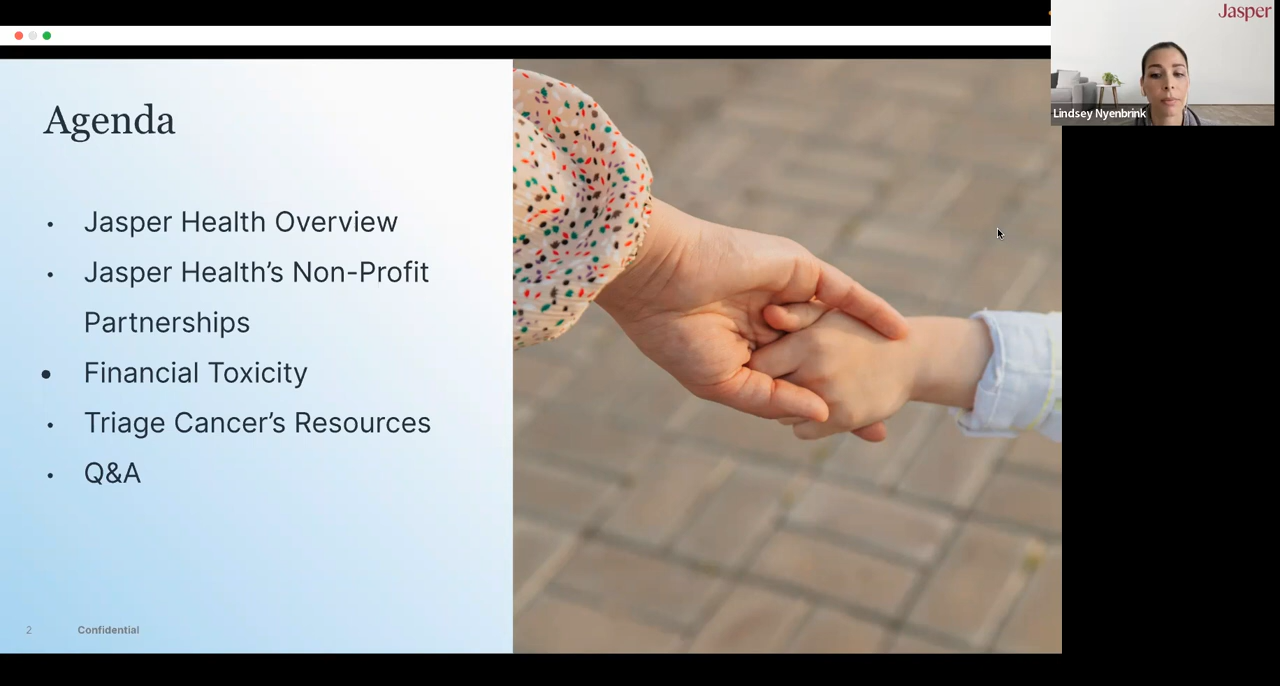 Jasper
Lindsey Nyenbrink
Agenda
• Jasper Health Overview
• Jasper Health’s Non-Profit
Partnerships
• Financial Toxicity
• Triage Cancer’s Resources
• Q&A
2 Confidential